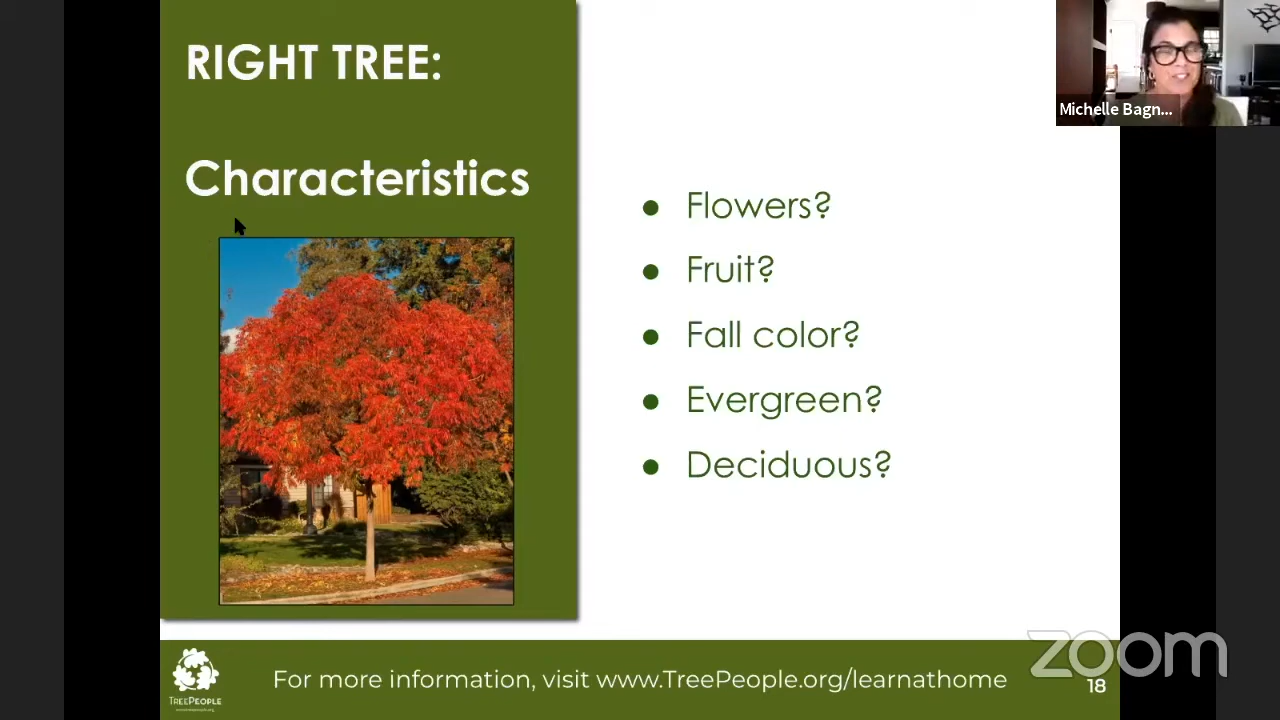 RIGHT TREE:
Characteristics
Michelle Bagn...
● Flowers?
● Fruit?
● Fall color?
● Evergreen?
● Deciduous?
TREEPEOPLE
For more information, visit www.TreePeople.org/learnathome
zoom
18